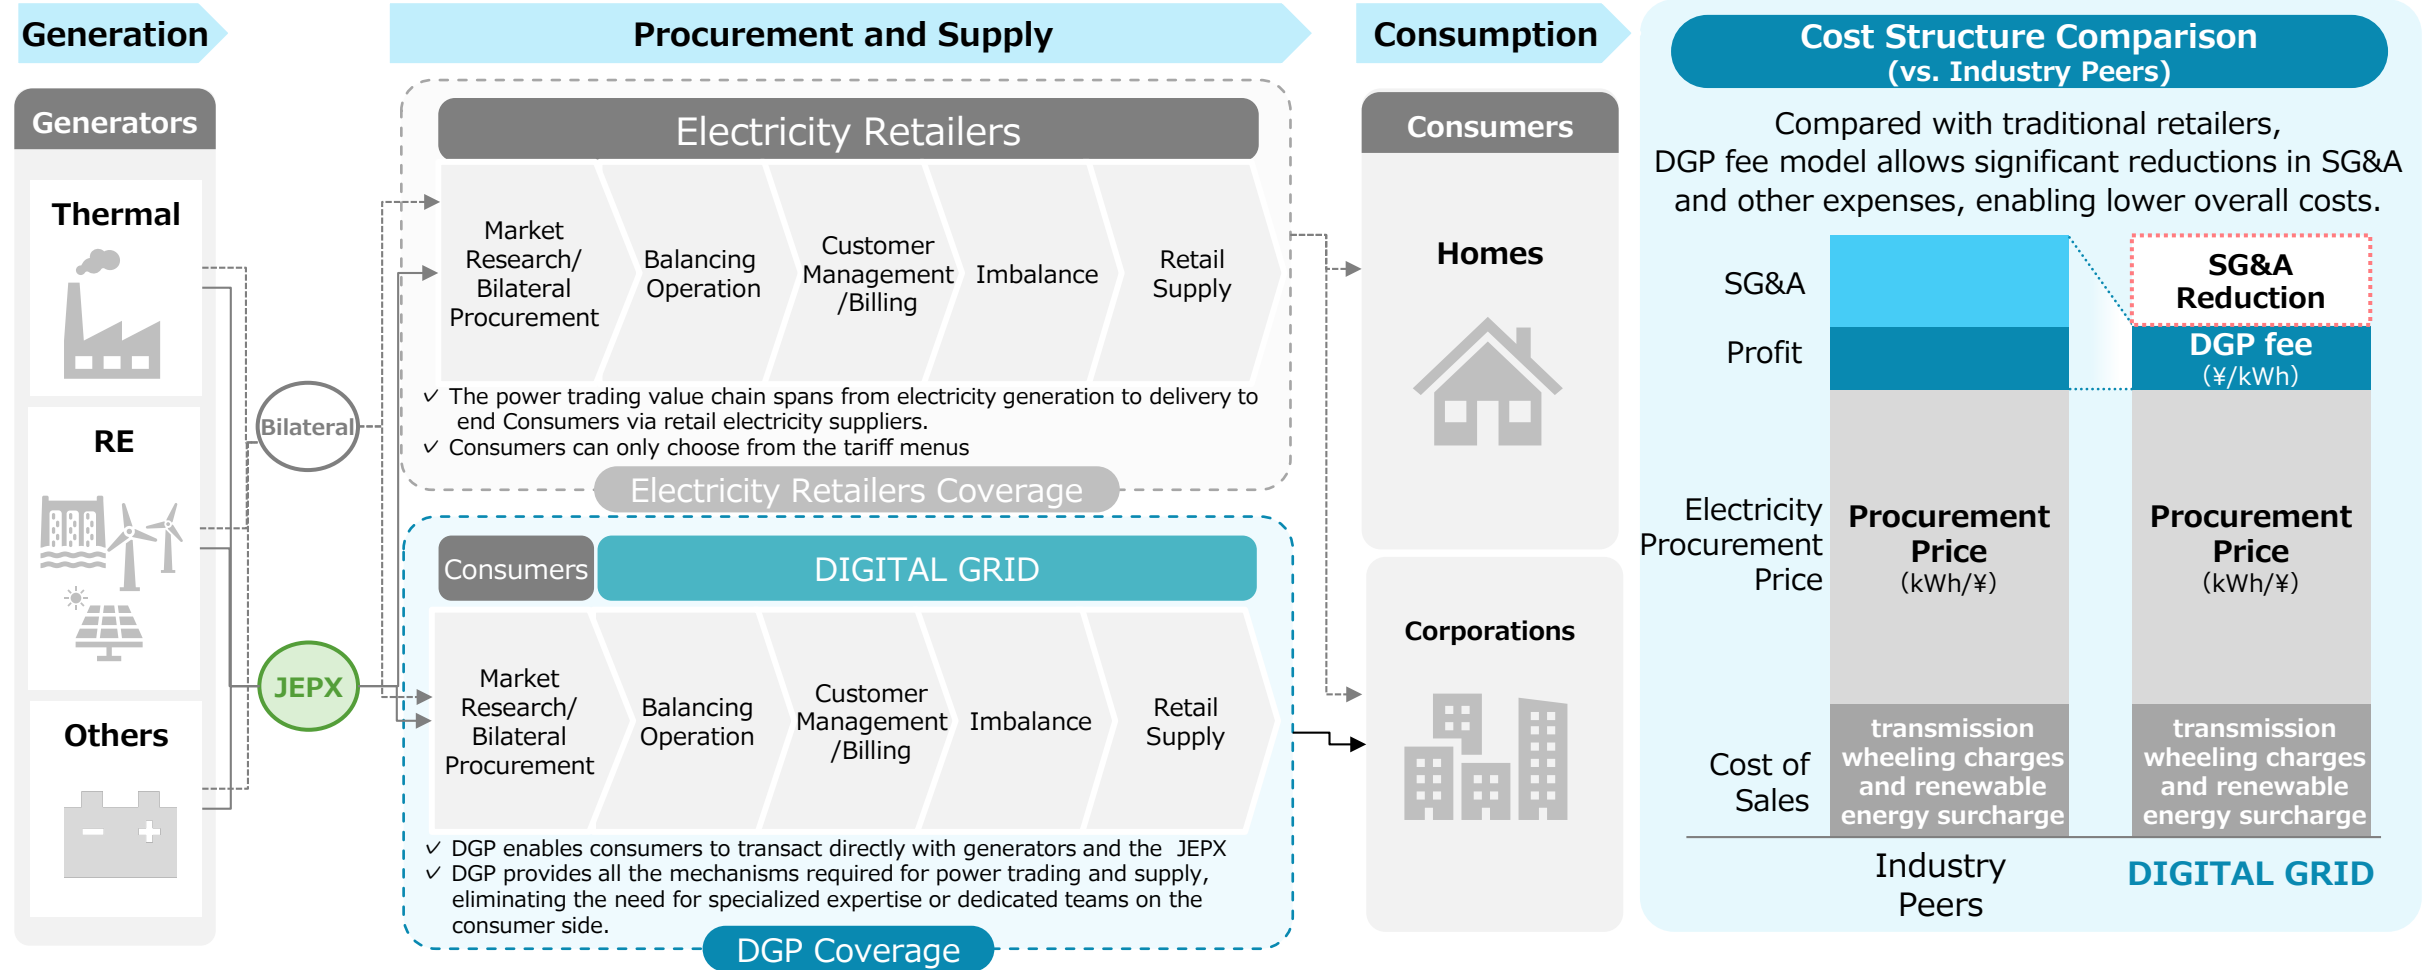 Generation
Procurement and Supply
Consumption
Generators
Thermal
RE
Others
Bilateral
JEPX
Electricity Retailers
Market
Research/
Bilateral
Procurement
Balancing
Operation
Customer
Management
/Billing
Imbalance
Retail
Supply
✓ The power trading value chain spans from electricity generation to delivery to
end Consumers via retail electricity suppliers.
✓ Consumers can only choose from the tariff menus
Electricity Retailers Coverage
Consumers
DIGITAL GRID
Market
Research/
Bilateral
Procurement
Balancing
Operation
Customer
Management
/Billing
Imbalance
Retail
Supply
✓ DGP enables consumers to transact directly with generators and the JEPX
✓ DGP provides all the mechanisms required for power trading and supply,
eliminating the need for specialized expertise or dedicated teams on the
consumer side.
DGP Coverage
Consumers
Homes
Corporations
Cost Structure Comparison
(vs. Industry Peers)
Compared with traditional retailers,
DGP fee model allows significant reductions in SG&A
and other expenses, enabling lower overall costs.
SG&A
Profit
Electricity
Procurement
Price
Cost of
Sales
Procurement
Price
(kWh/¥)
transmission
wheeling charges
and renewable
energy surcharge
Industry
Peers
SG&A
Reduction
DGP fee
(¥/kWh)
Procurement
Price
(kWh/¥)
transmission
wheeling charges
and renewable
energy surcharge
DIGITAL GRID